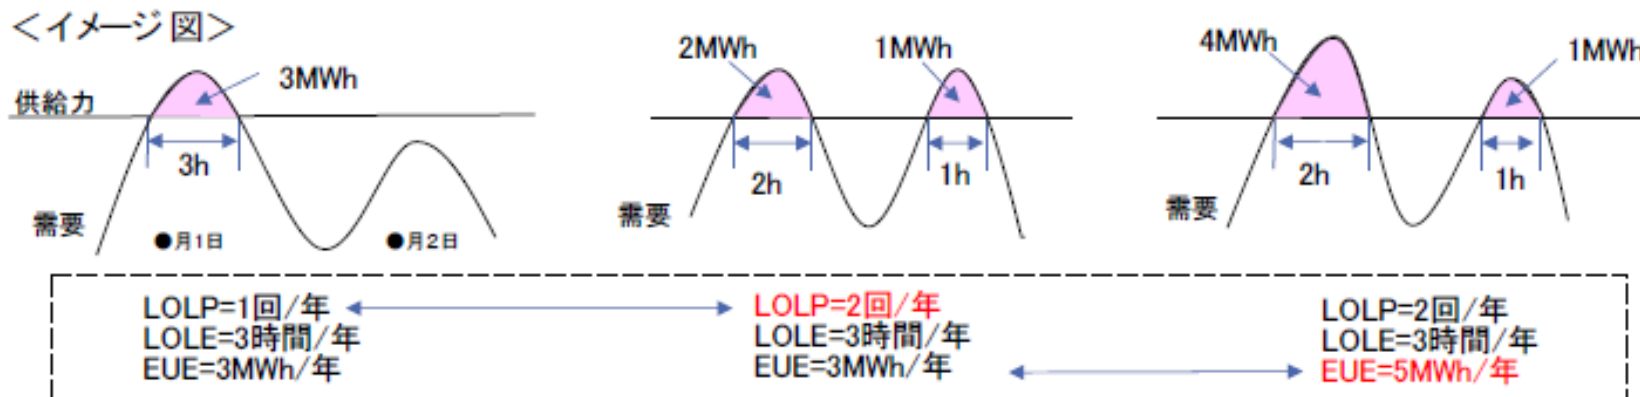 ＜イメージ図＞
3MWh
供給力
3h
需要
●月1日
●月2日
2MWh
1MWh
2h
1h
需要
4MWh
1MWh
2h
1h
需要
LOLP=1回/年
LOLE=3時間/年
EUE=3MWh/年
LOLP=2回/年
LOLE=3時間/年
EUE=3MWh/年
LOLP=2回/年
LOLE=3時間/年
EUE=5MWh/年